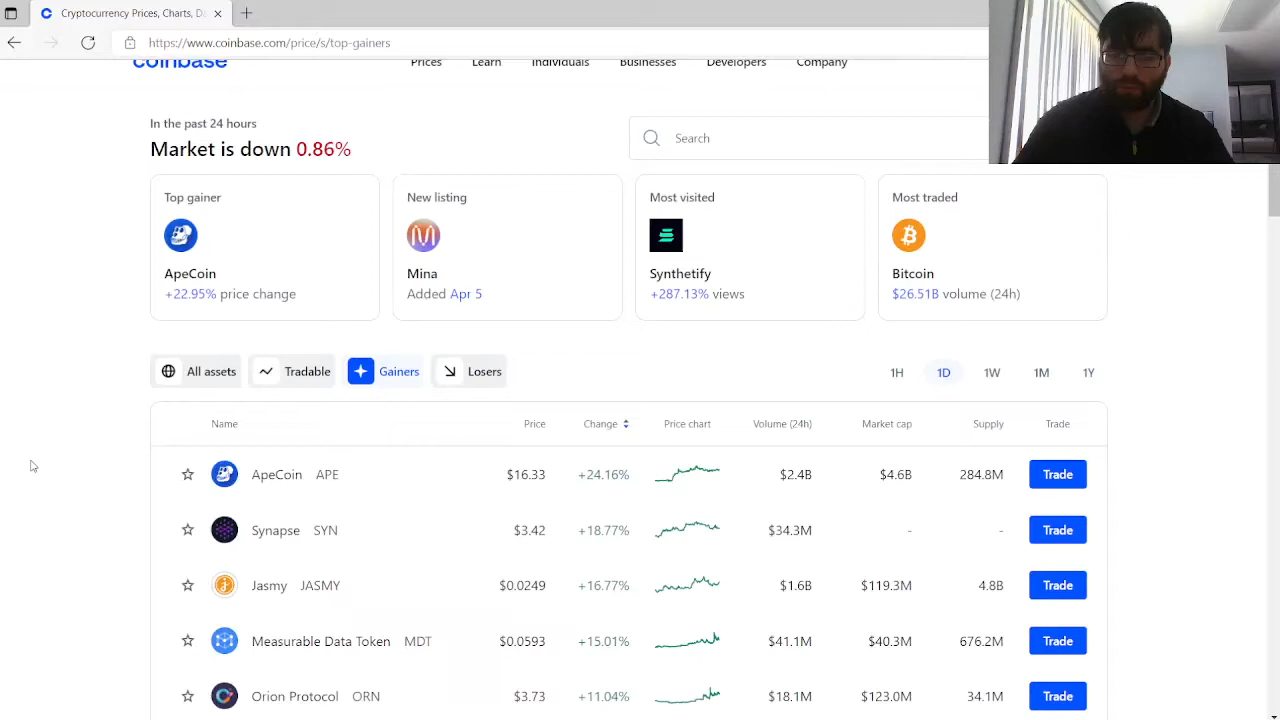 Cryptocurrency Prices, Charts, D
https://www.coinbase.com/price/s/top-gainers
coinbase
Prices Learn Individuals Businesses Developers Company
In the past 24 hours
Market is down 0.86%
Search
Top gainer
ApeCoin
+22.95% price change
New listing
Mina
Added Apr 5
Most visited
Synthetify
+287.13% views
Most traded
Bitcoin
$26.51B volume (24h)
All assets Tradable Gainers Losers
1H 1D 1W 1M 1Y
Name Price Change Price chart Volume (24h) Market cap Supply Trade
ApeCoin APE $16.33 +24.16% $2.4B $4.6B 284.8M Trade
Synapse SYN $3.42 +18.77% $34.3M - - Trade
Jasmy JASMY $0.0249 +16.77% $1.6B $119.3M 4.8B Trade
Measurable Data Token MDT $0.0593 +15.01% $41.1M $40.3M 676.2M Trade
Orion Protocol ORN $3.73 +11.04% $18.1M $123.0M 34.1M Trade